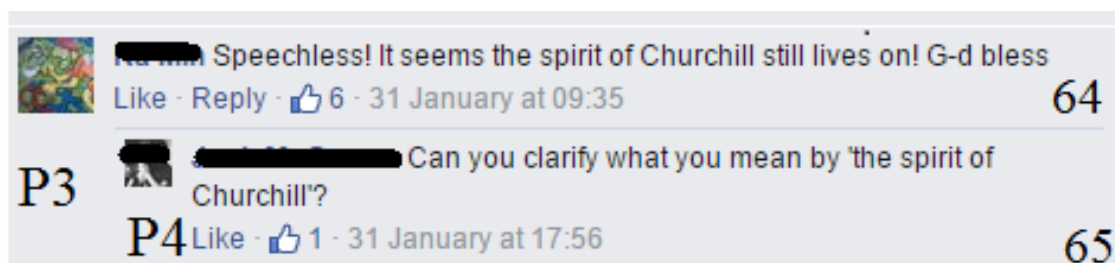 Speechless! It seems the spirit of Churchill still lives on! G-d bless
Like · Reply · 6 · 31 January at 09:35
64
Can you clarify what you mean by 'the spirit of
Churchill'?
P3
P4 Like · 1 · 31 January at 17:56
65